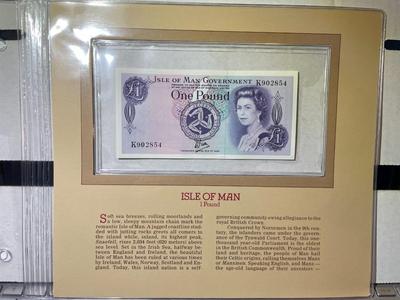 ISLE OF MAN GOVERNMENT
One Pound
K902854
£1
£1
K902854
ISLE OF MAN
1 Pound
Soft sea breezes, rolling moorlands and
a low, sleepy mountain chain mark the
romantic Isle of Man. A jagged coastline stud-
ded with jutting rocks greets all comers to
the island while, inland, its highest peak,
Snaefell, rises 2,034 feet (620 meters) above
sea level. Set in the Irish Sea, halfway be-
tween England and Ireland, the beautiful
Isle of Man has been ruled at various times
by Ireland, Wales, Norway, Scotland and En-
gland. Today, this island nation is a self-
governing community owing allegiance to the
royal British Crown.
Conquered by Norsemen in the 9th cen-
tury, the islanders came under the govern-
ance of the Tynwald Court. Today, this one
thousand-year-old Parliament is the oldest
in the British Commonwealth. Proud of their
land and heritage, the people of Man hold
their Celtic origins, calling themselves Manx
or Manxmen. Speaking English, and Manx —
the age-old language of their ancestors —